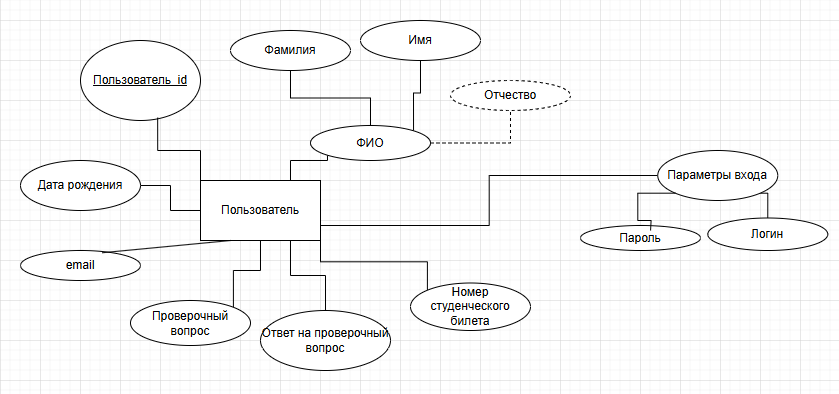 Фамилия
Имя
Пользователь_id
Отчество
ФИО
Дата рождения
Параметры входа
Пользователь
Пароль
Логин
email
Проверочный
вопрос
Ответ на проверочный
вопрос
Номер
студенческого
билета